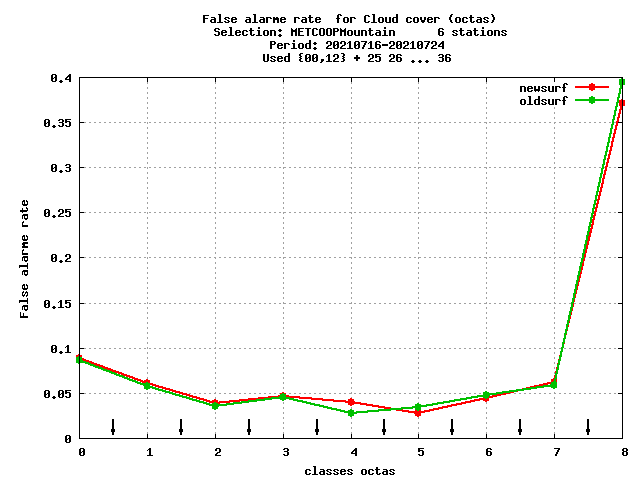 False alarme rate  for Cloud cover (octas)
Selection: METCOOPMountain      6 stations
Period: 20210716-20210724
Used {00,12} + 25 26 ... 36
newsurf
oldsurf
0.4
0.35
0.3
0.25
0.2
0.15
0.1
0.05
0
False alarme rate
0 1 2 3 4 5 6 7 8
classes octas